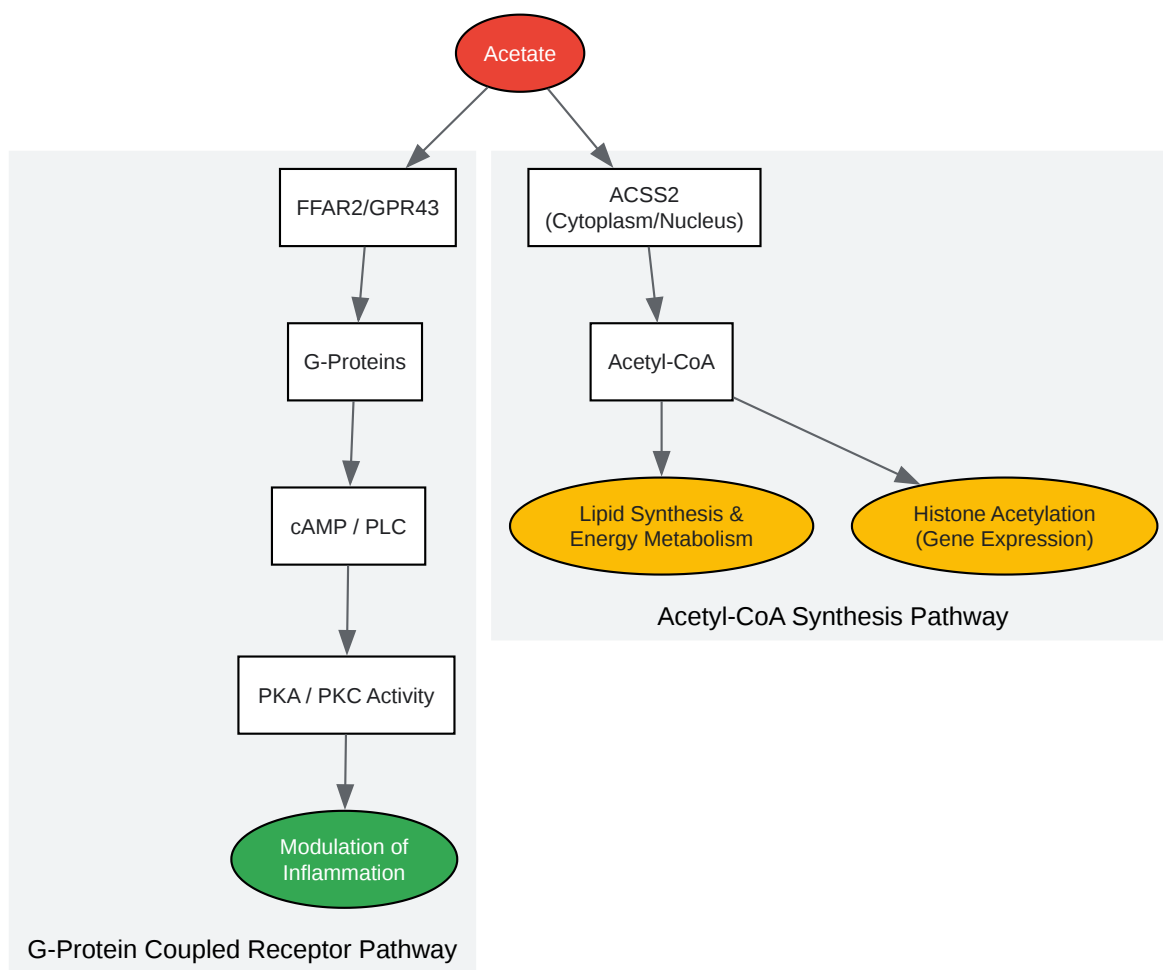 Acetate
FFAR2/GPR43
G-Proteins
cAMP / PLC
PKA / PKC Activity
Modulation of
Inflammation
G-Protein Coupled Receptor Pathway
ACSS2
(Cytoplasm/Nucleus)
Acetyl-CoA
Lipid Synthesis &
Energy Metabolism
Histone Acetylation
(Gene Expression)
Acetyl-CoA Synthesis Pathway